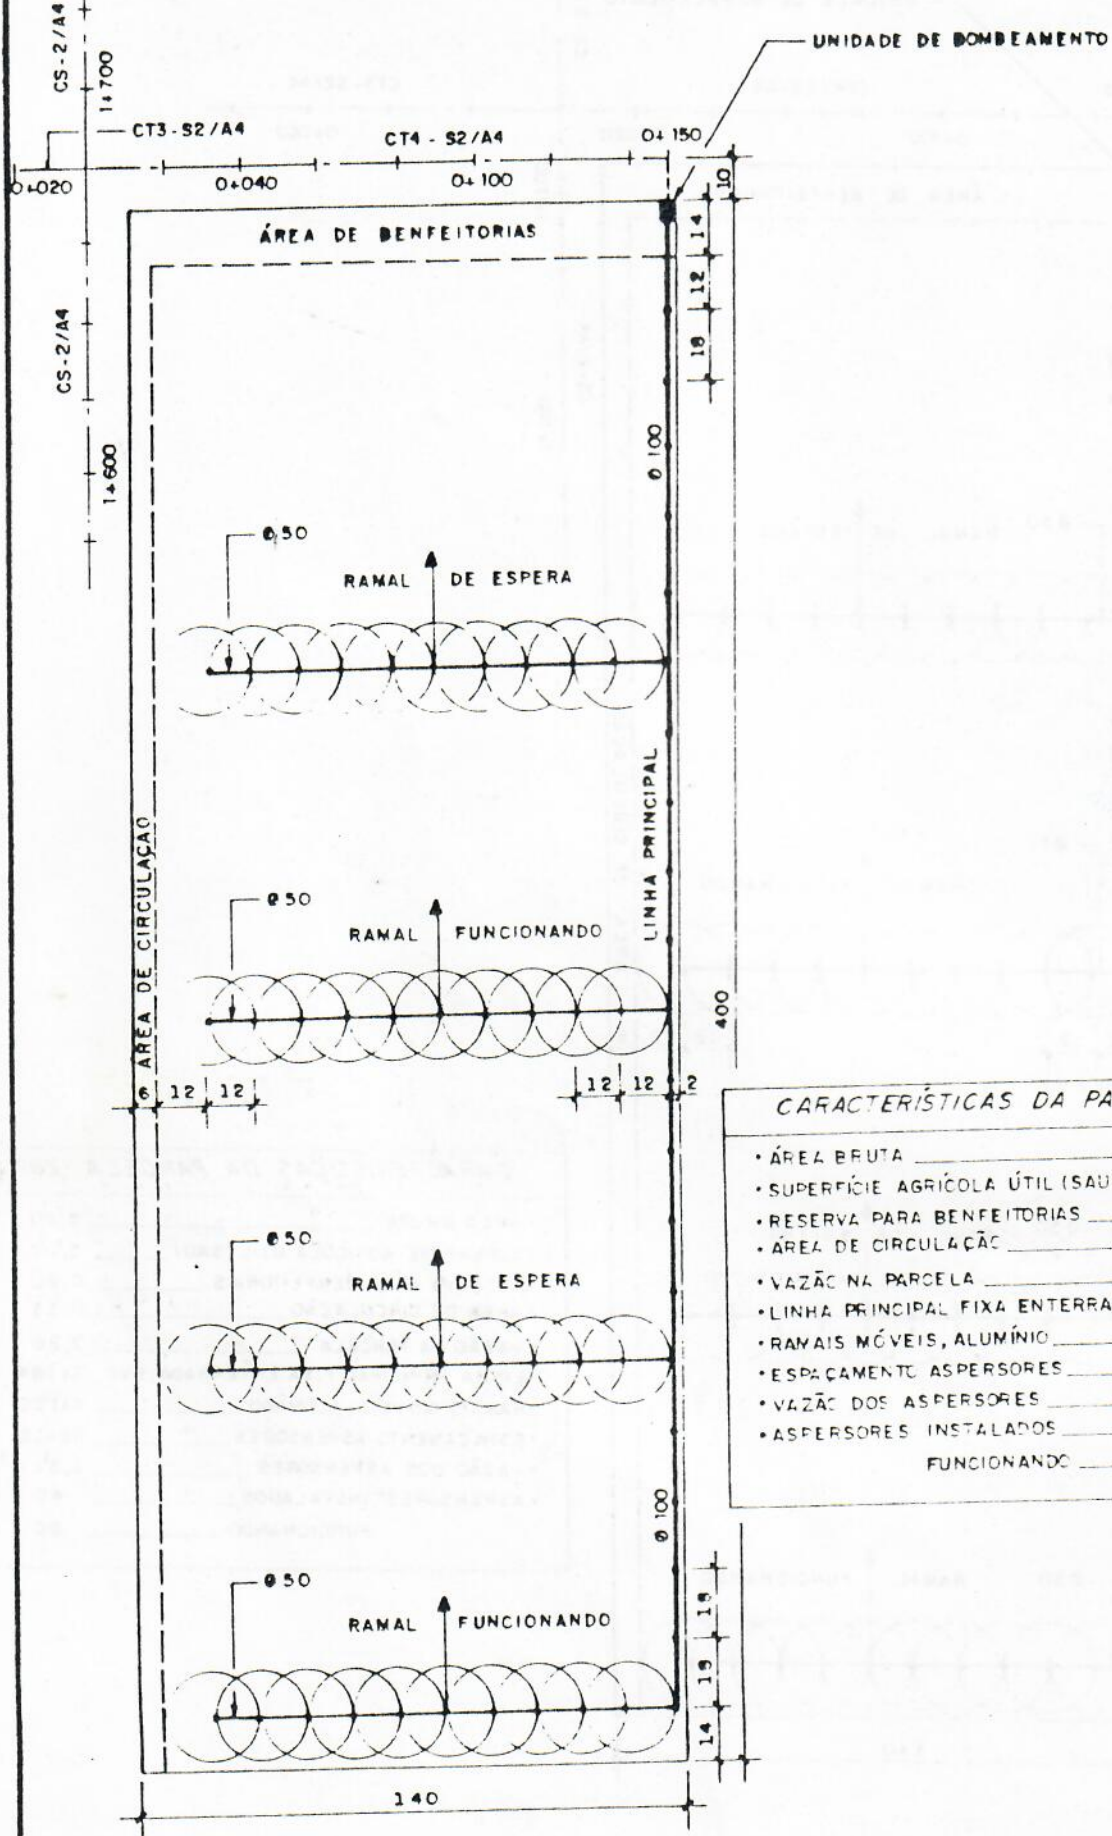 CS-2/A4
1+700
UNIDADE DE BOMBEAMENTO
CT3-S2/A4
CT4-S2/A4
0+150
0+020
0+040
0+100
10
ÁREA DE BENFEITORIAS
14
12
18
CS-2/A4
1+600
Ø 100
Ø50
RAMAL DE ESPERA
LINHA PRINCIPAL
ÁREA DE CIRCULAÇÃO
Ø50
RAMAL FUNCIONANDO
400
6 12 12
12 12 2
CARACTERÍSTICAS DA PA
• ÁREA BRUTA
• SUPERFÍCIE AGRÍCOLA ÚTIL (SAU
• RESERVA PARA BENFEITORIAS
• ÁREA DE CIRCULAÇÃO
• VAZÃO NA PARCELA
• LINHA PRINCIPAL FIXA ENTERRA
• RAMAIS MÓVEIS, ALUMÍNIO
• ESPAÇAMENTO ASPERSORES
• VAZÃO DOS ASPERSORES
• ASPERSORES INSTALADOS
FUNCIONANDO
Ø50
RAMAL DE ESPERA
Ø 100
Ø50
RAMAL FUNCIONANDO
18
18
14
140